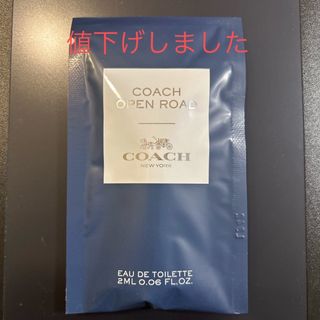 値下げしました
COACH
OPEN ROAD
COACH
NEW YORK
EAU DE TOILETTE
2ML 0.06 FL.OZ.